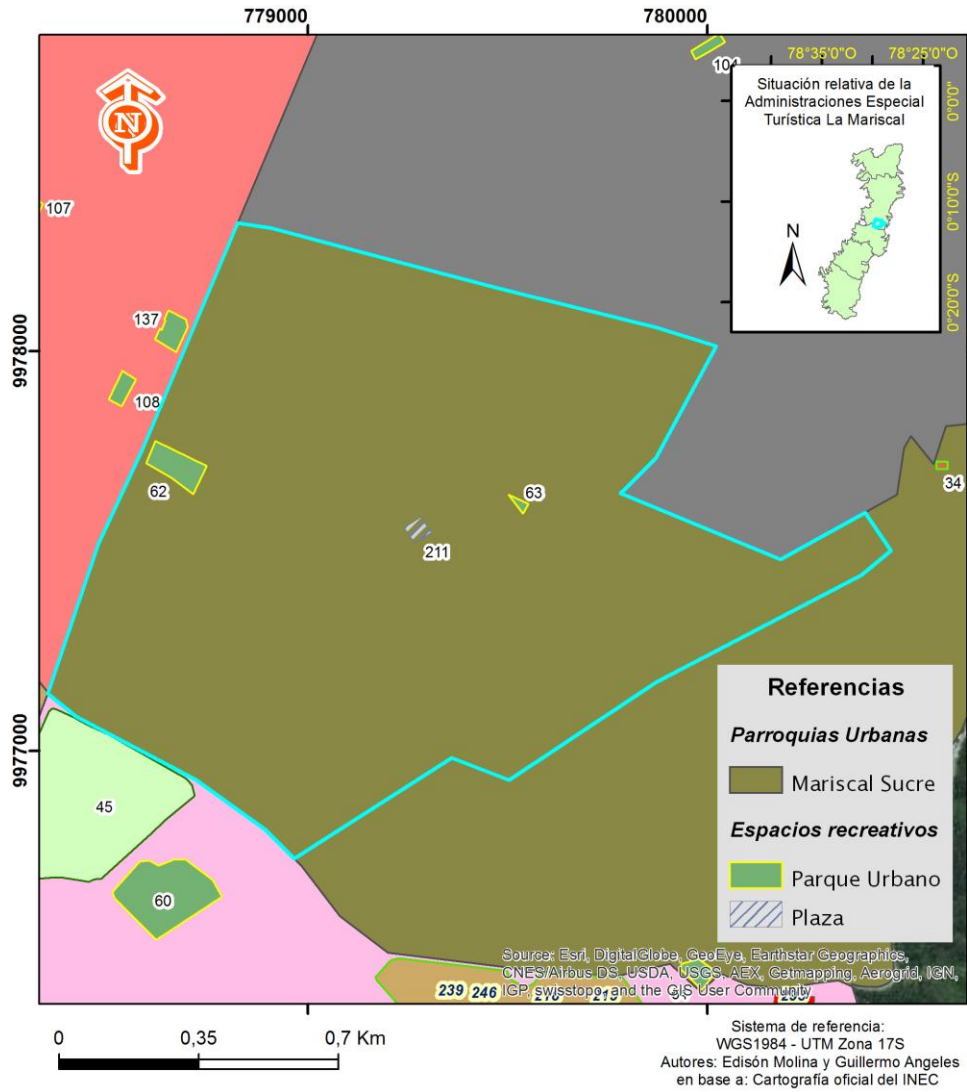 779000
780000
104
78°35'0"O
78°25'0"O
Situación relativa de la
Administraciones Especial
Turística La Mariscal
0°0'0"
0°10'0"S
0°20'0"S
N
N
107
137
9978000
108
62
63
211
34
9977000
45
60
Referencias
Parroquias Urbanas
Mariscal Sucre
Espacios recreativos
Parque Urbano
Plaza
Source: Esri, DigitalGlobe, GeoEye, Earthstar Geographics,
CNES/Airbus DS, USDA, USGS, AEX, Getmapping, Aerogrid, IGN,
IGP, swisstopo, and the GIS User Community
239
246
219
0
0,35
0,7 Km
Sistema de referencia:
WGS1984 - UTM Zona 17S
Autores: Edisón Molina y Guillermo Angeles
en base a: Cartografía oficial del INEC